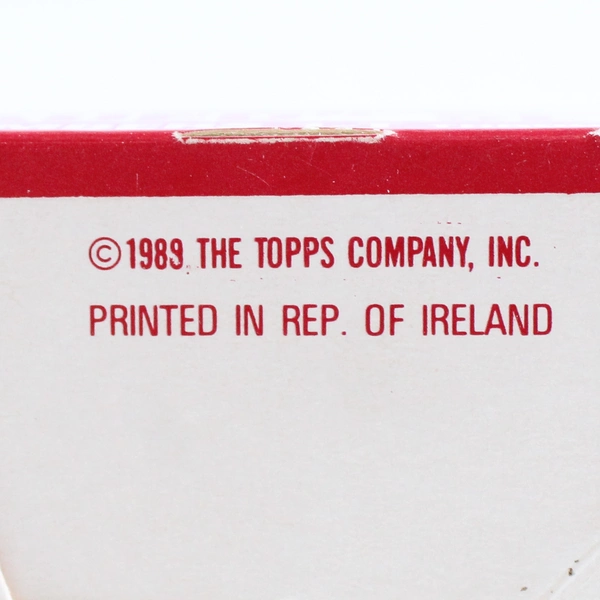 ©1989 THE TOPPS COMPANY, INC.
PRINTED IN REP. OF IRELAND